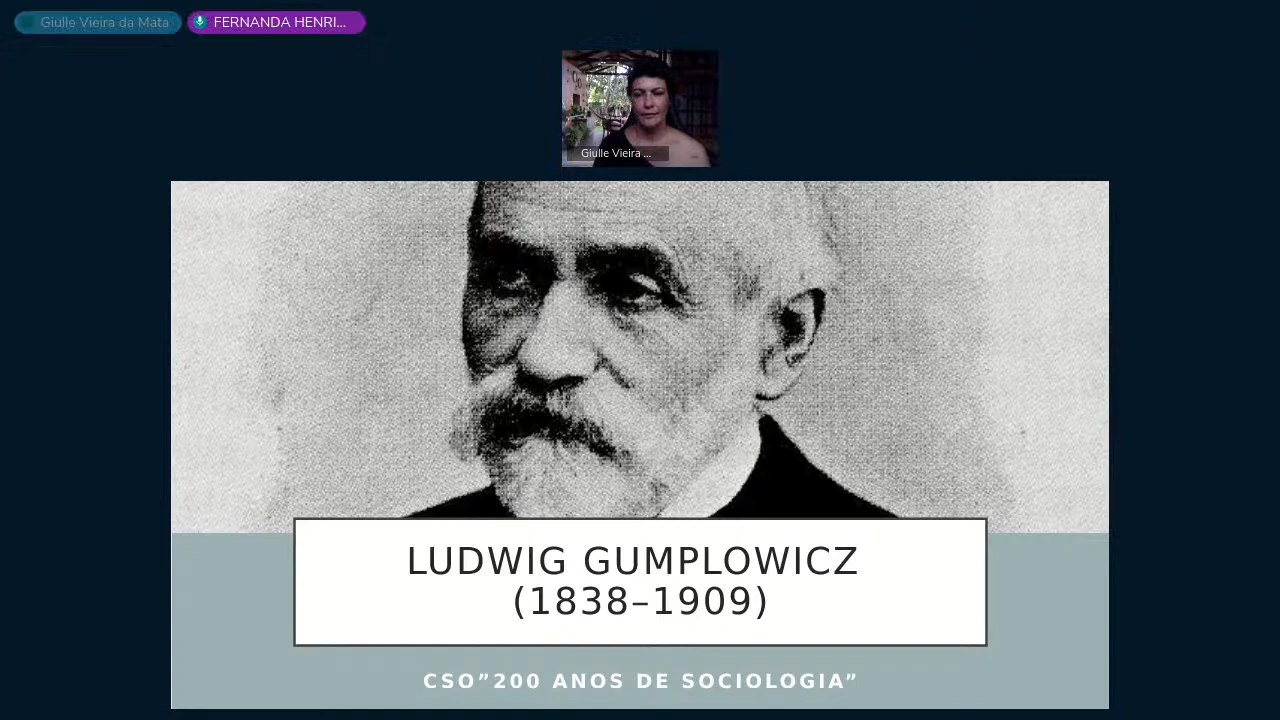 Giulle Vieira da Mata
FERNANDA HENRI...
Giulle Vieira ...
LUDWIG GUMPLOWICZ
(1838–1909)
CSO”200 ANOS DE SOCIOLOGIA”